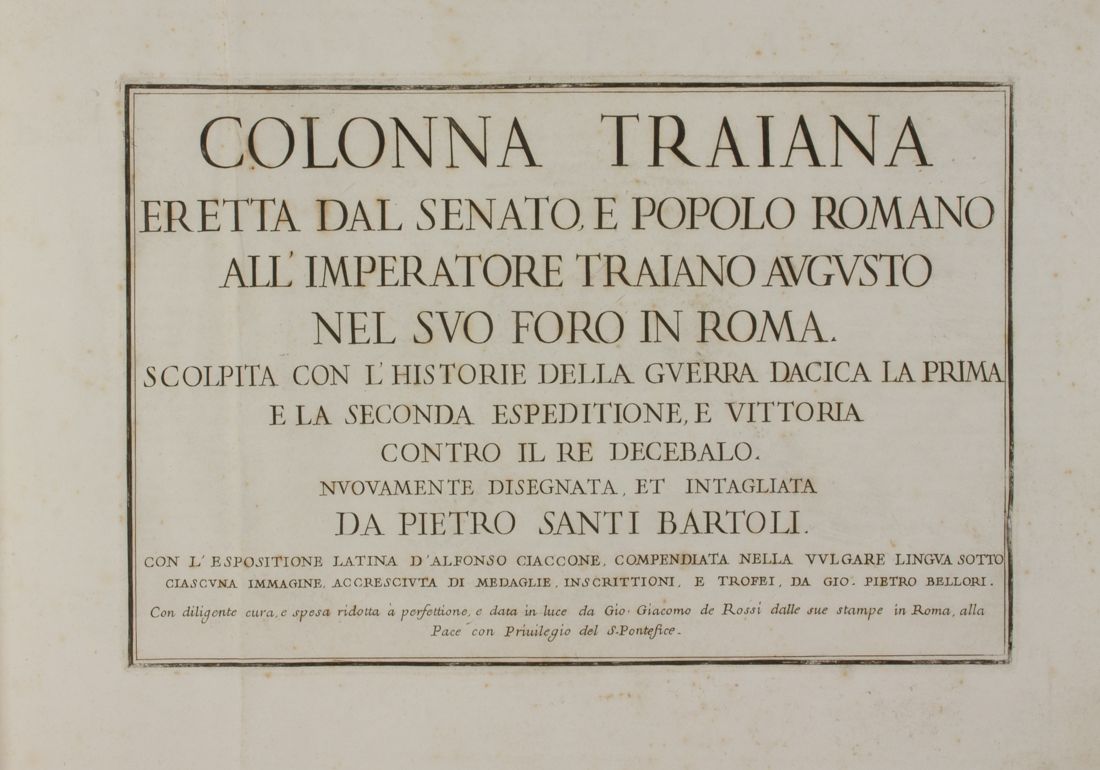 COLONNA TRAIANA
ERETTA DAL SENATO, E POPOLO ROMANO
ALL' IMPERATORE TRAIANO AVGVSTO
NEL SVO FORO IN ROMA.
SCOLPITA CON L'HISTORIE DELLA GVERRA DACICA LA PRIMA
E LA SECONDA ESPEDITIONE, E VITTORIA
CONTRO IL RE DECEBALO.
NVOVAMENTE DISEGNATA, ET INTAGLIATA
DA PIETRO SANTI BARTOLI.
CON L'ESPOSITIONE LATINA D'ALFONSO CIACCONE, COMPENDIATA NELLA VVLGARE LINGVA SOTTO
CIASCVNA IMMAGINE, ACCRESCIVTA DI MEDAGLIE, INSCRITTIONI, E TROFEI, DA GIO. PIETRO BELLORI.
Con diligente cura, e spesa ridotta à perfettione, e data in luce da Gio. Giacomo de Rossi dalle sue stampe in Roma, alla
Pace con Priuilegio del S. Pontefice.